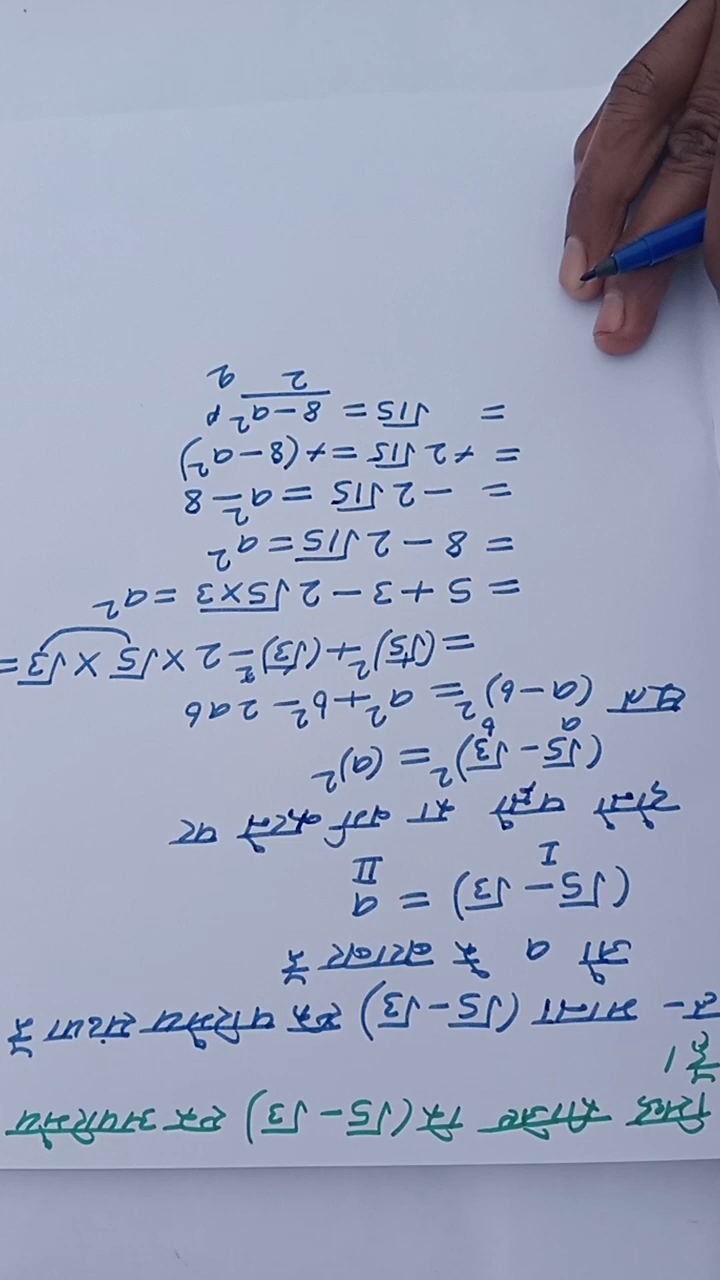 सिद्ध कीजिए कि (√5 - √3) एक अपरिमेय
है।
हल- माना (√5 - √3) एक परिमेय संख्या है
जो a के बराबर है
(√5 - √3) = a
I II
दोनों पक्षों का वर्ग करने पर
(√5 - √3)² = (a)²
a b
सूत्र (a-b)² = a² + b² - 2ab
= (√5)² + (√3)² - 2 × √5 × √3 =
= 5 + 3 - 2 √5×3 = a²
= 8 - 2 √15 = a²
= - 2 √15 = a² - 8
= + 2 √15 = + (8 - a²)
= √15 = 8 - a² p
2 q